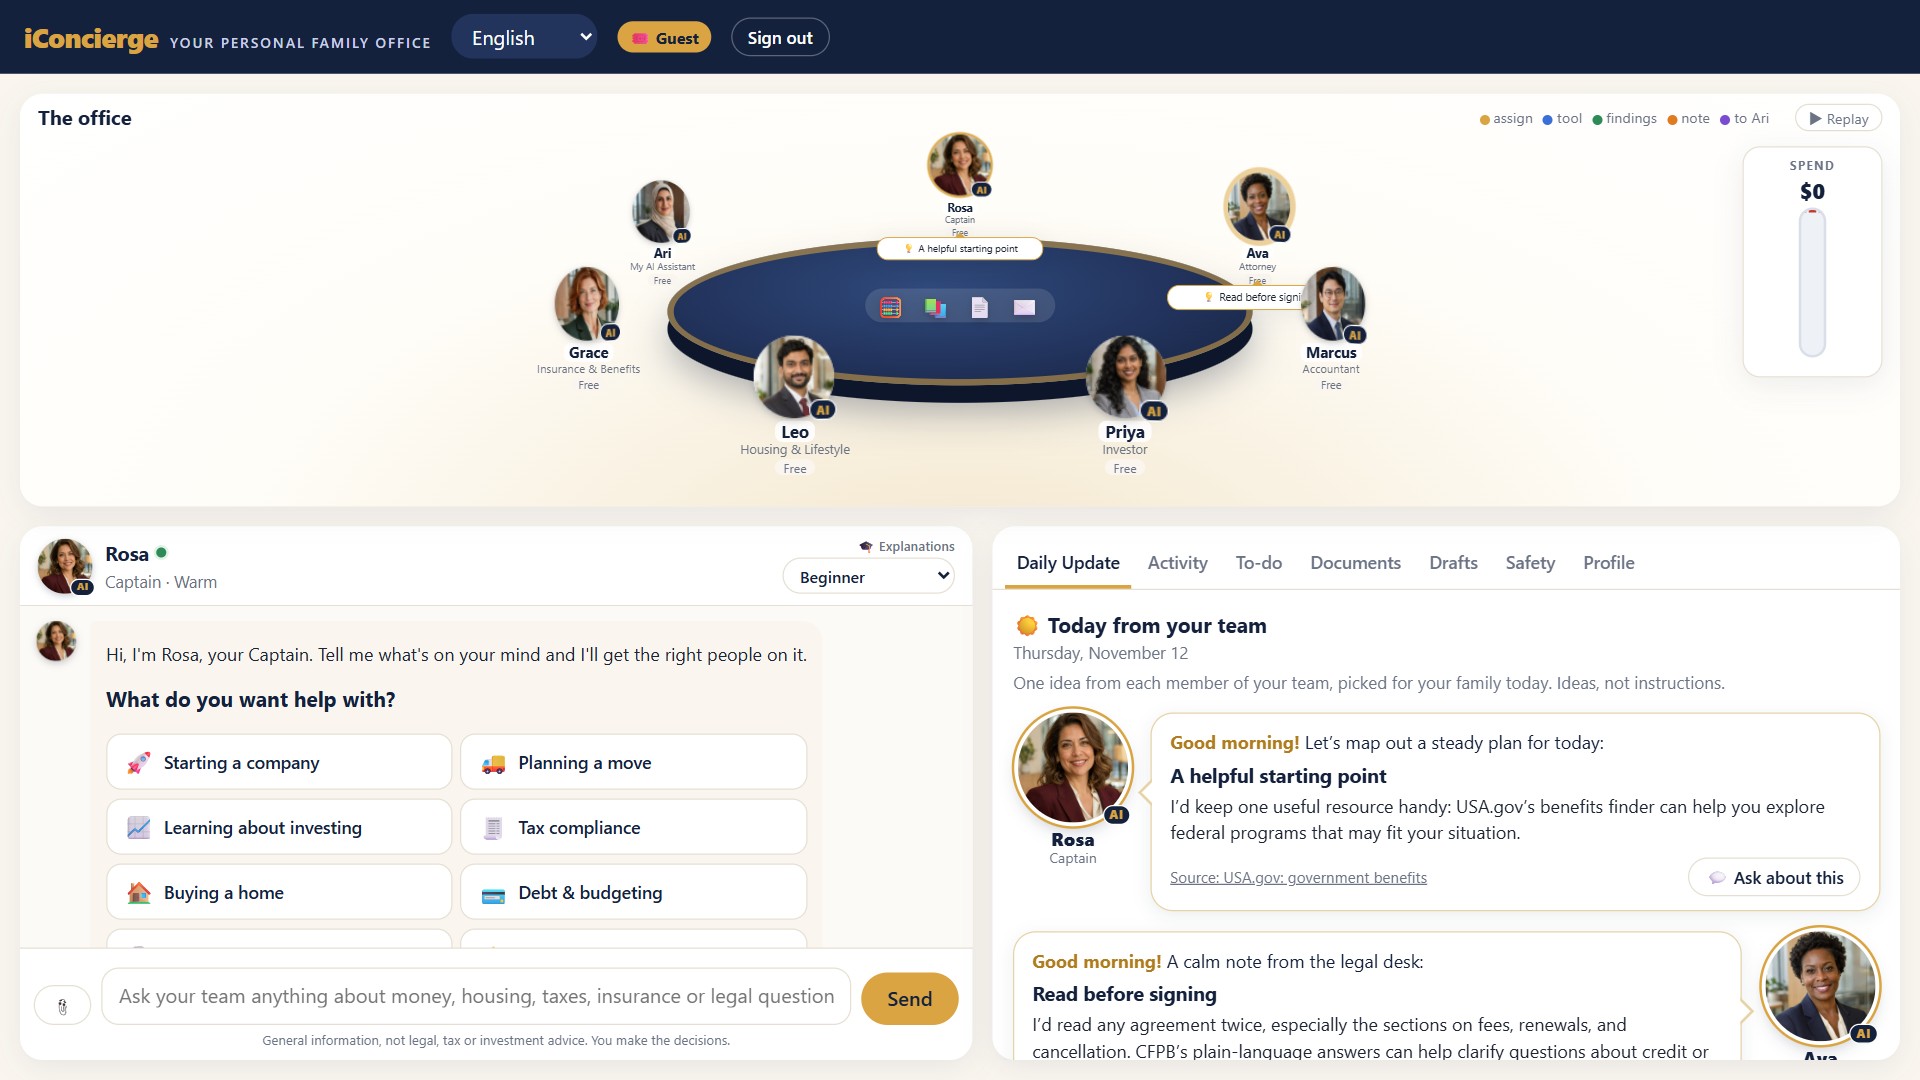 iConcierge YOUR PERSONAL FAMILY OFFICE English Guest Sign out
The office
assign tool findings note to Ari Replay
SPEND
$0
AI
Rosa
Captain
Free
A helpful starting point
AI
Ari
My AI Assistant
Free
AI
Ava
Attorney
Free
Read before signi
AI
Grace
Insurance & Benefits
Free
AI
Marcus
Accountant
Free
AI
Leo
Housing & Lifestyle
Free
AI
Priya
Investor
Free
AI
Rosa
Captain · Warm
Explanations
Beginner
Hi, I'm Rosa, your Captain. Tell me what's on your mind and I'll get the right people on it.
What do you want help with?
Starting a company
Planning a move
Learning about investing
Tax compliance
Buying a home
Debt & budgeting
Ask your team anything about money, housing, taxes, insurance or legal question
Send
General information, not legal, tax or investment advice. You make the decisions.
Daily Update Activity To-do Documents Drafts Safety Profile
Today from your team
Thursday, November 12
One idea from each member of your team, picked for your family today. Ideas, not instructions.
AI
Rosa
Captain
Good morning! Let’s map out a steady plan for today:
A helpful starting point
I’d keep one useful resource handy: USA.gov’s benefits finder can help you explore
federal programs that may fit your situation.
Source: USA.gov: government benefits
Ask about this
Good morning! A calm note from the legal desk:
Read before signing
I’d read any agreement twice, especially the sections on fees, renewals, and
cancellation. CFPB’s plain-language answers can help clarify questions about credit or
AI
Ava